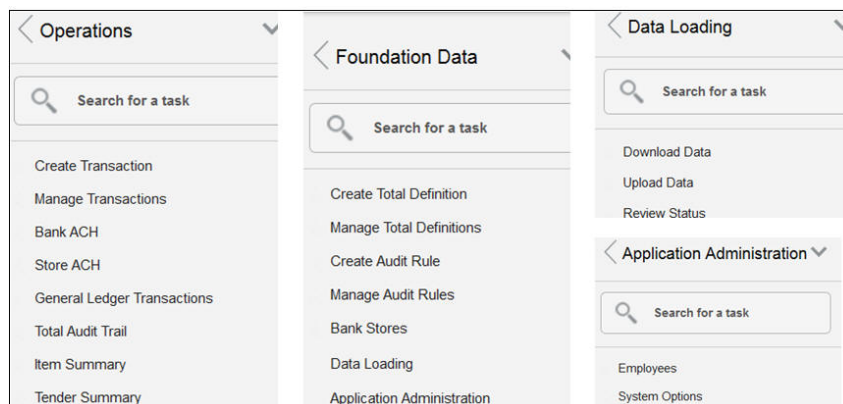 Operations
Search for a task
Create Transaction
Manage Transactions
Bank ACH
Store ACH
General Ledger Transactions
Total Audit Trail
Item Summary
Tender Summary
Foundation Data
Search for a task
Create Total Definition
Manage Total Definitions
Create Audit Rule
Manage Audit Rules
Bank Stores
Data Loading
Application Administration
Data Loading
Search for a task
Download Data
Upload Data
Review Status
Application Administration
Search for a task
Employees
System Options